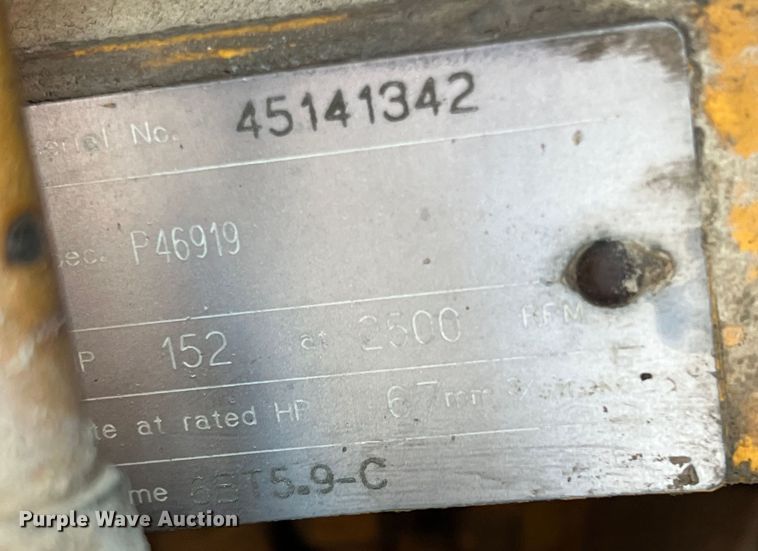 erial No. 45141342
ec. P46919
P 152 at 2500 RPM
te at rated HP 67mm
me 6BT5.9-C
Purple Wave Auction